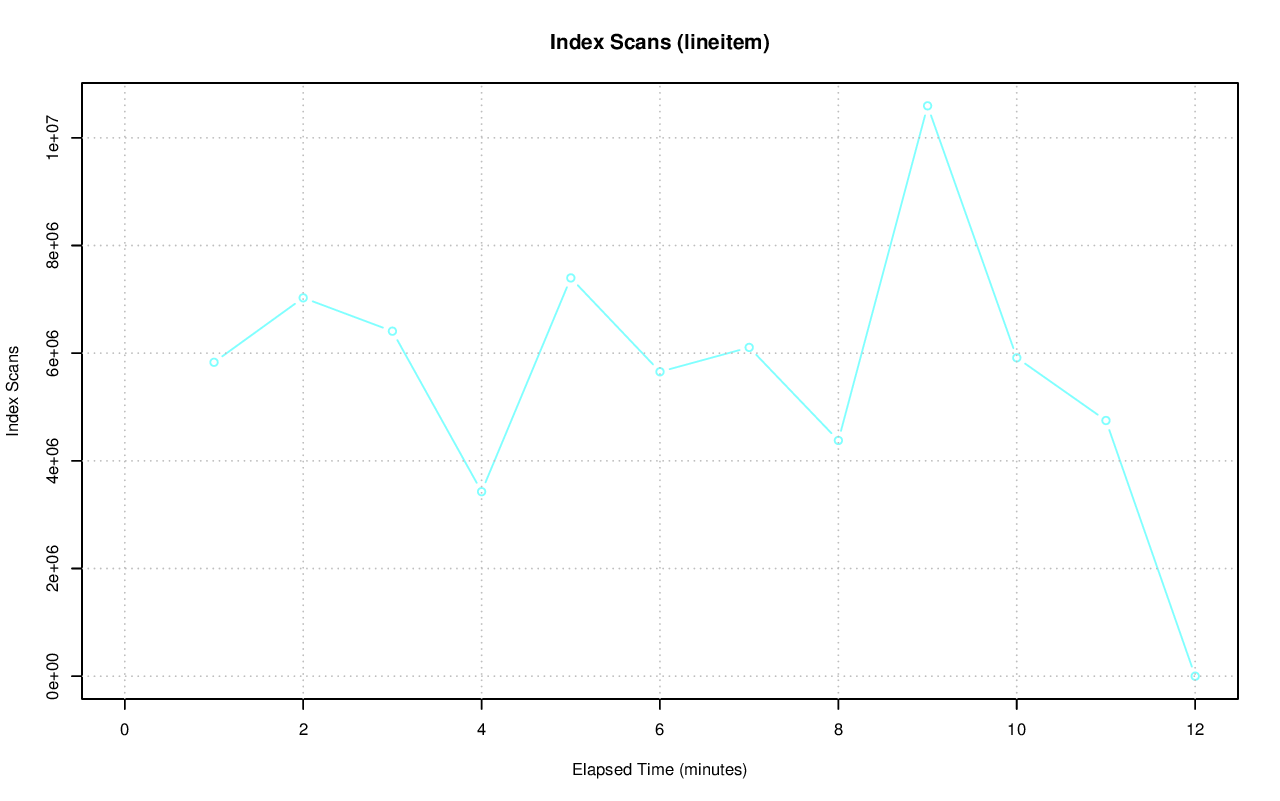 Index Scans (lineitem)
1e+07
8e+06
6e+06
4e+06
2e+06
0e+00
Index Scans
0 2 4 6 8 10 12
Elapsed Time (minutes)